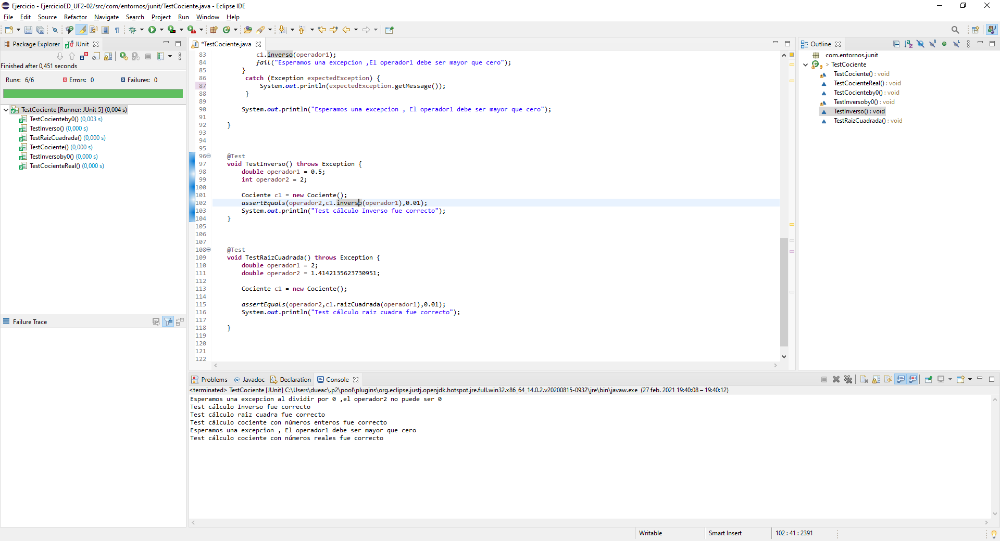 Ejercicio - EjercicioED_UF2-02/src/com/entornos/junit/TestCociente.java - Eclipse IDE
File Edit Source Refactor Navigate Search Project Run Window Help
Package Explorer JUnit
Finished after 0,451 seconds
Runs: 6/6 Errors: 0 Failures: 0
TestCociente [Runner: JUnit 5] (0,004 s)
TestCocienteby0() (0,003 s)
TestInverso() (0,000 s)
TestRaizCuadrada() (0,000 s)
TestCociente() (0,000 s)
TestInversoby0() (0,000 s)
TestCocienteReal() (0,000 s)
Failure Trace
*TestCociente.java
83 c1.inverso(operador1);
84 fail("Esperamos una excepcion ,El operador1 debe ser mayor que cero");
85 }
86 catch (Exception expectedException) {
87 System.out.println(expectedException.getMessage());
88 }
89
90 System.out.println("Esperamos una excepcion , El operador1 debe ser mayor que cero");
91
92 }
93
94
95
96 @Test
97 void TestInverso() throws Exception {
98 double operador1 = 0.5;
99 int operador2 = 2;
100
101 Cociente c1 = new Cociente();
102 assertEquals(operador2,c1.inverso(operador1),0.01);
103 System.out.println("Test cálculo Inverso fue correcto");
104 }
105
106
107
108 @Test
109 void TestRaizCuadrada() throws Exception {
110 double operador1 = 2;
111 double operador2 = 1.4142135623730951;
112
113 Cociente c1 = new Cociente();
114
115 assertEquals(operador2,c1.raizCuadrada(operador1),0.01);
116 System.out.println("Test cálculo raiz cuadra fue correcto");
117
118 }
119
120
121
122
Outline
com.entornos.junit
> TestCociente
TestCociente() : void
TestCocienteReal() : void
TestCocienteby0() : void
TestInversoby0() : void
TestInverso() : void
TestRaizCuadrada() : void
Problems @ Javadoc Declaration Console
<terminated> TestCociente [JUnit] C:\Users\dueac\.p2\pool\plugins\org.eclipse.justj.openjdk.hotspot.jre.full.win32.x86_64_14.0.2.v20200815-0932\jre\bin\javaw.exe (27 feb. 2021 19:40:08 – 19:40:12)
Esperamos una excepcion al dividir por 0 ,el operador2 no puede ser 0
Test cálculo Inverso fue correcto
Test cálculo raiz cuadra fue correcto
Test cálculo cociente con números enteros fue correcto
Esperamos una excepcion , El operador1 debe ser mayor que cero
Test cálculo cociente con números reales fue correcto
Writable Smart Insert 102 : 41 : 2391